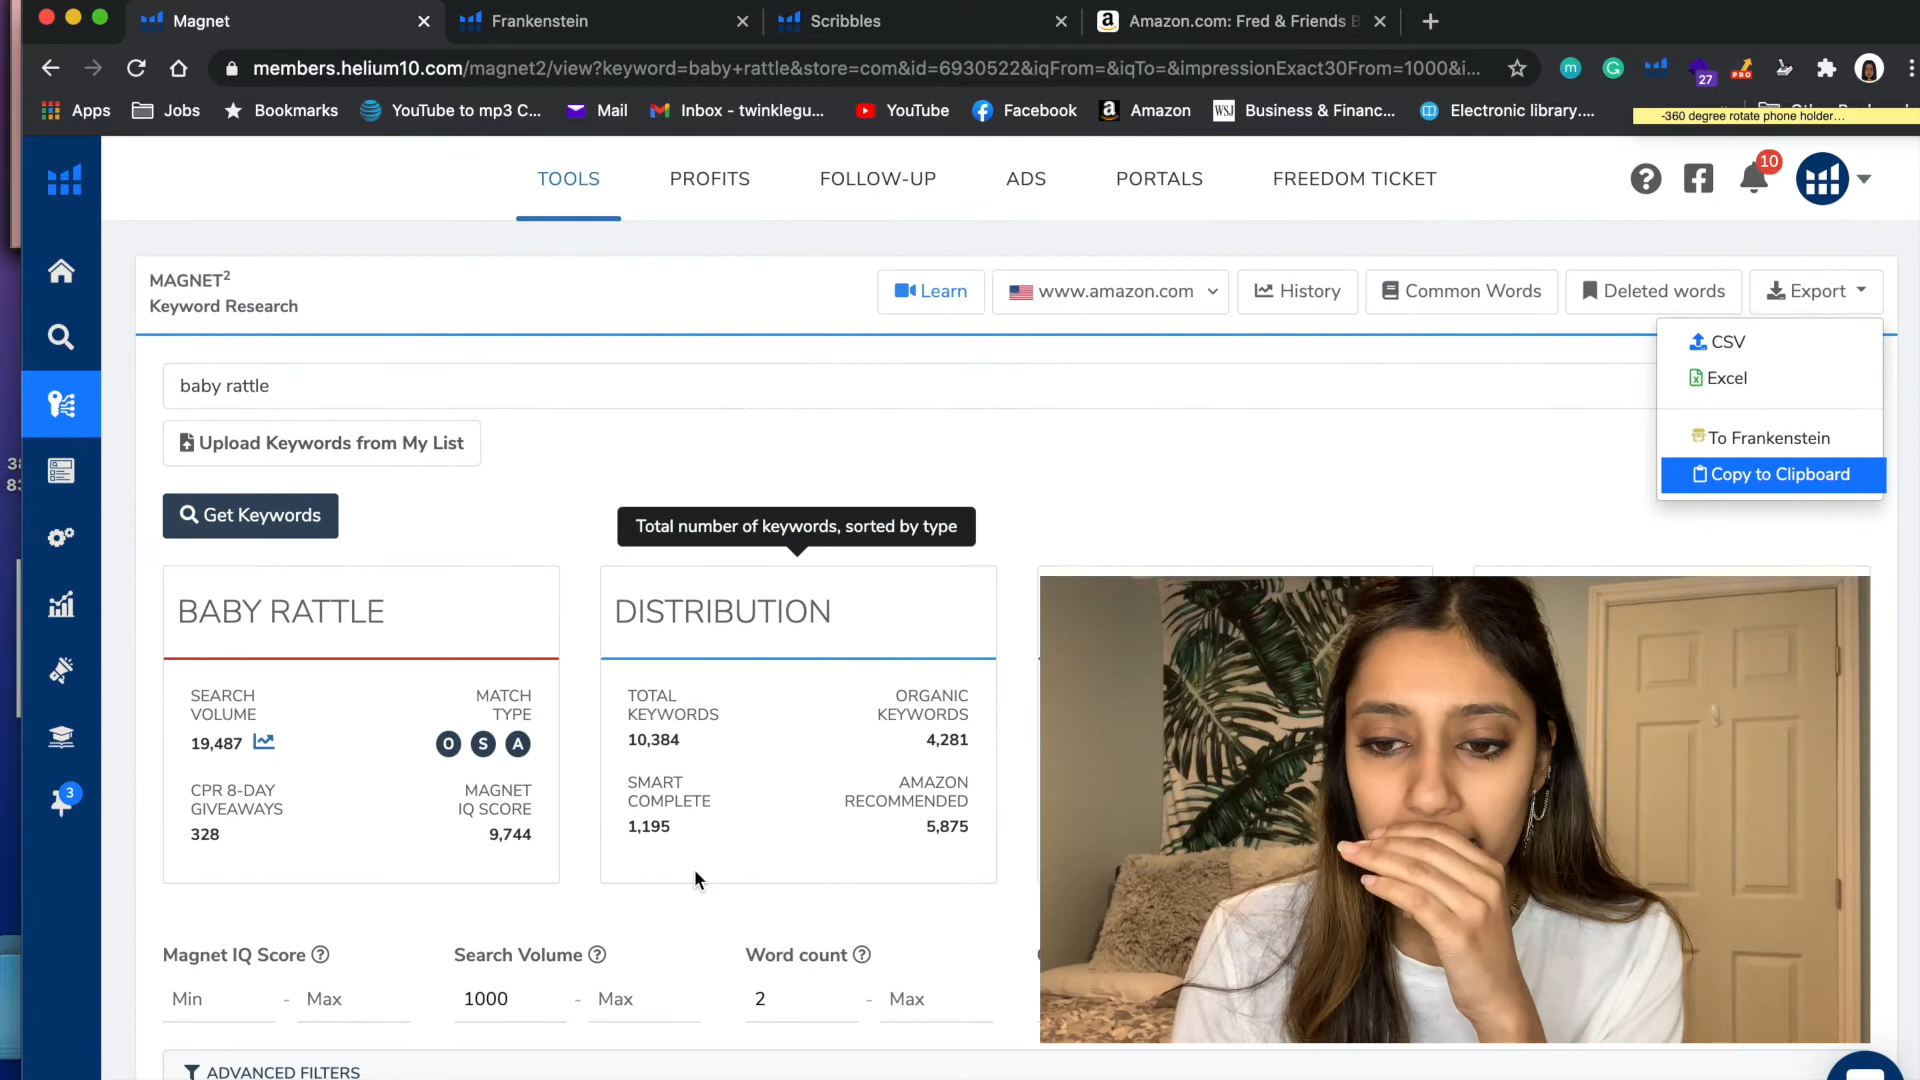 Magnet
Frankenstein
Scribbles
Amazon.com: Fred & Friends B
members.helium10.com/magnet2/view?keyword=baby+rattle&store=com&id=6930522&iqFrom=&iqTo=&impressionExact30From=1000&i...
27
PRO
Apps
Jobs
Bookmarks
YouTube to mp3 C...
Mail
Inbox - twinklegu...
YouTube
Facebook
Amazon
WSJ
Business & Financ...
Electronic library....
-360 degree rotate phone holder...
TOOLS
PROFITS
FOLLOW-UP
ADS
PORTALS
FREEDOM TICKET
10
MAGNET2
Keyword Research
Learn
www.amazon.com
History
Common Words
Deleted words
Export
CSV
Excel
To Frankenstein
Copy to Clipboard
baby rattle
Upload Keywords from My List
Get Keywords
Total number of keywords, sorted by type
BABY RATTLE
SEARCH
VOLUME
19,487
MATCH
TYPE
O S A
CPR 8-DAY
GIVEAWAYS
328
MAGNET
IQ SCORE
9,744
DISTRIBUTION
TOTAL
KEYWORDS
10,384
ORGANIC
KEYWORDS
4,281
SMART
COMPLETE
1,195
AMAZON
RECOMMENDED
5,875
3
Magnet IQ Score
Min - Max
Search Volume
1000 - Max
Word count
2 - Max
ADVANCED FILTERS